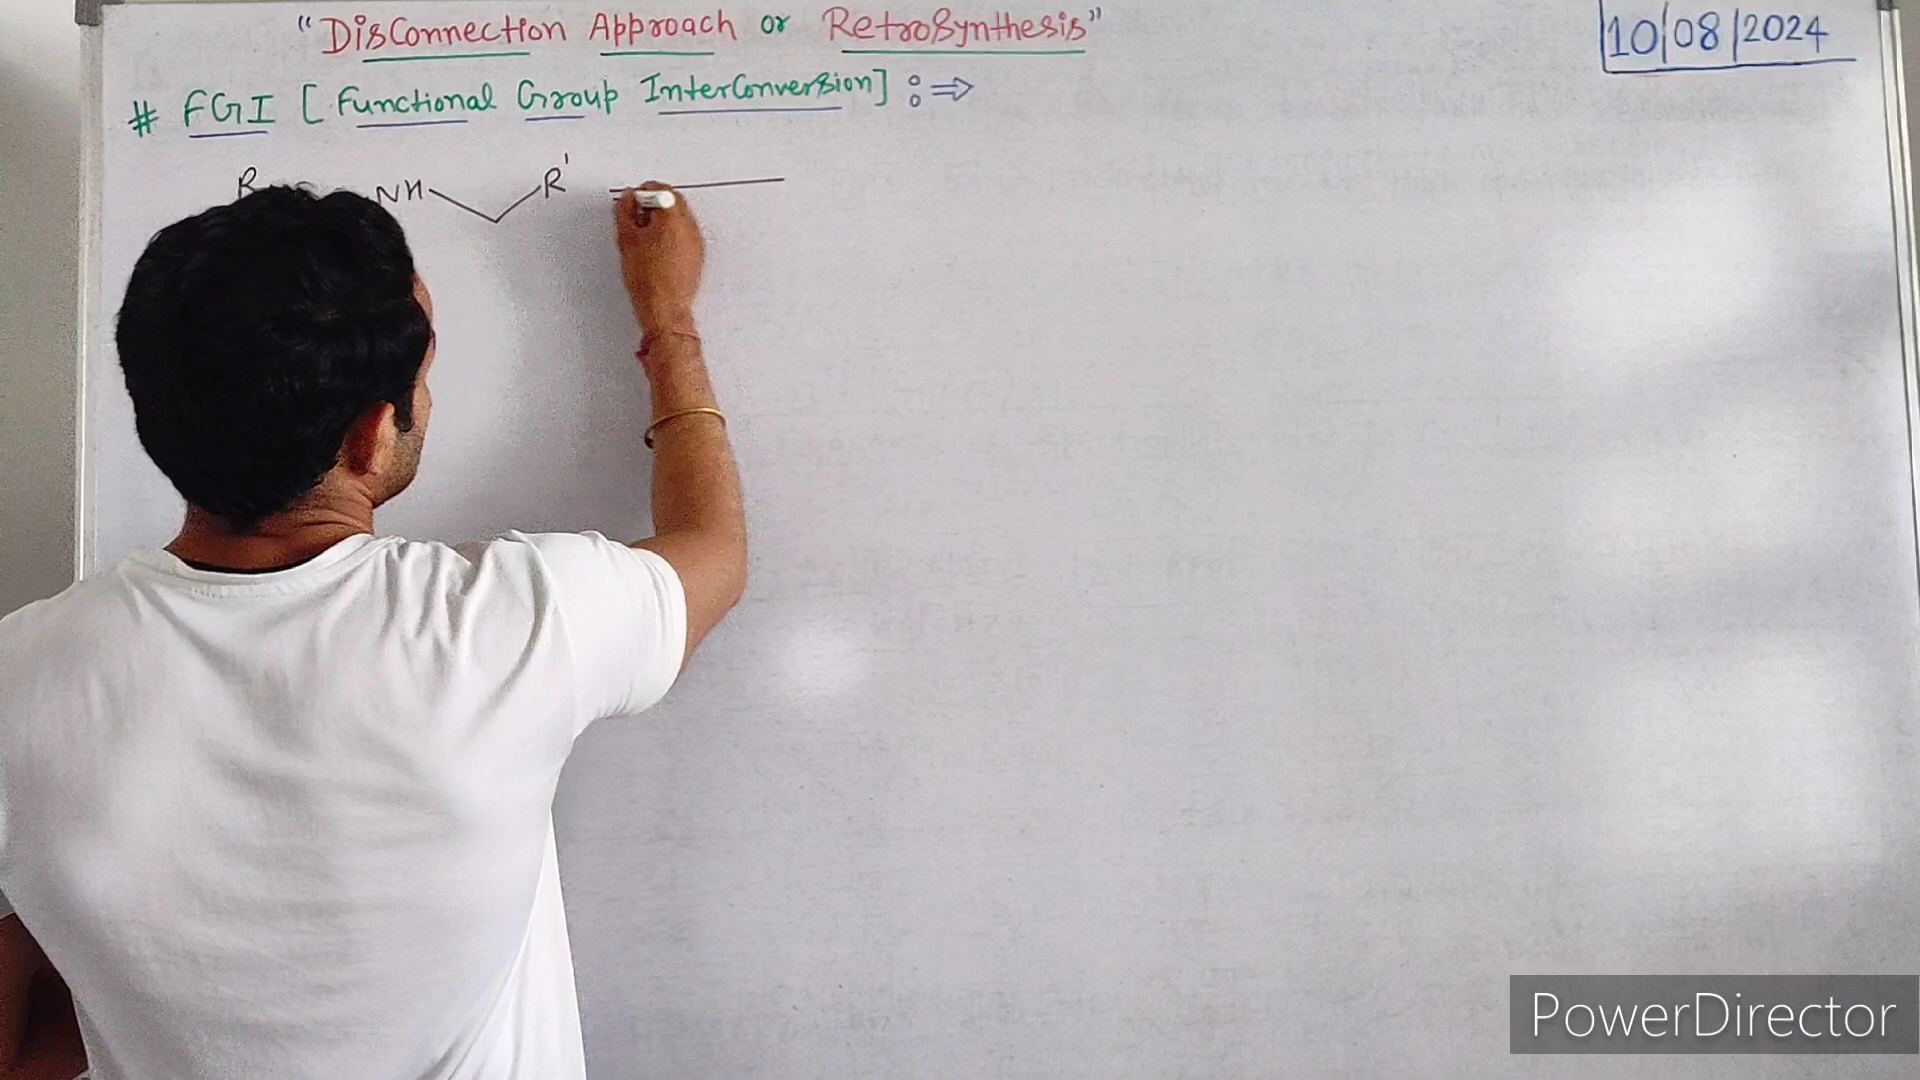 "DisConnection Approach or RetroSynthesis"
10/08/2024
# FGI [Functional Group InterConversion] :⇒
R NH R'
PowerDirector